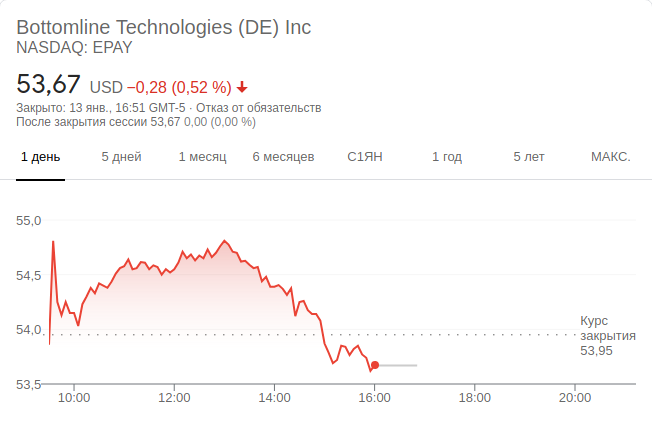 Bottomline Technologies (DE) Inc
NASDAQ: EPAY
53,67 USD −0,28 (0,52 %)
Закрыто: 13 янв., 16:51 GMT-5 · Отказ от обязательств
После закрытия сессии 53,67 0,00 (0,00 %)
1 день 5 дней 1 месяц 6 месяцев С1ЯН 1 год 5 лет МАКС.
55,0
54,5
54,0
53,5
Курс
закрытия
53,95
10:00 12:00 14:00 16:00 18:00 20:00